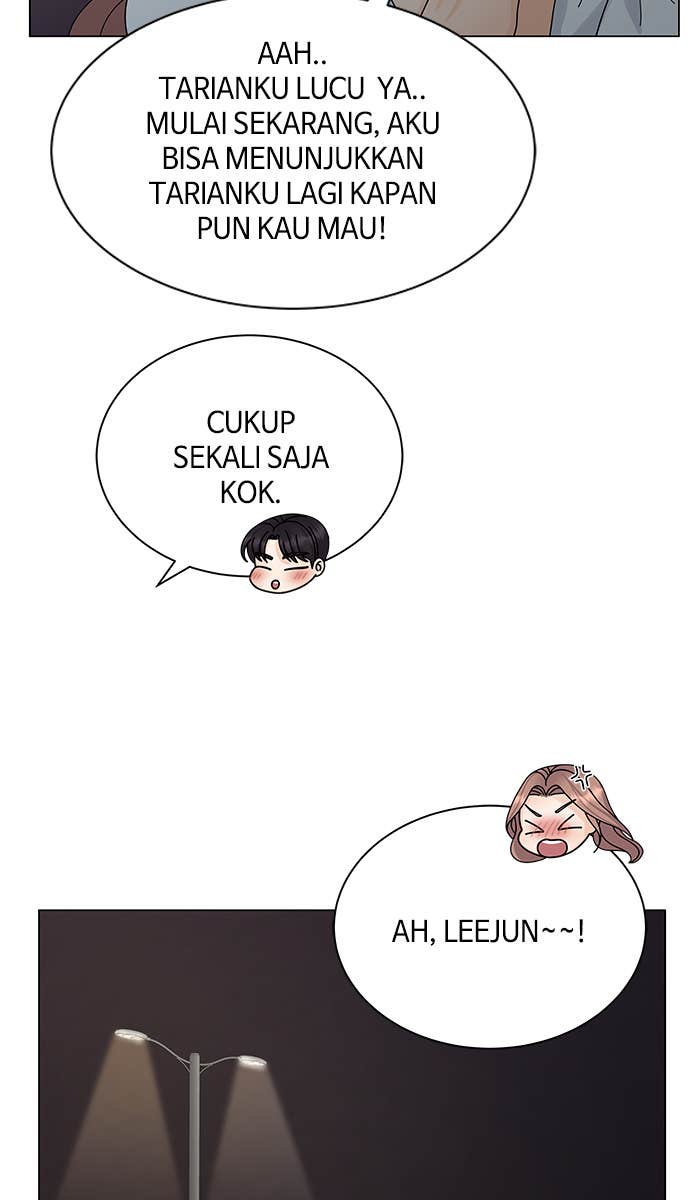 AAH..
TARIANKU LUCU YA..
MULAI SEKARANG, AKU
BISA MENUNJUKKAN
TARIANKU LAGI KAPAN
PUN KAU MAU!
CUKUP
SEKALI SAJA
KOK.
AH, LEEJUN~~!